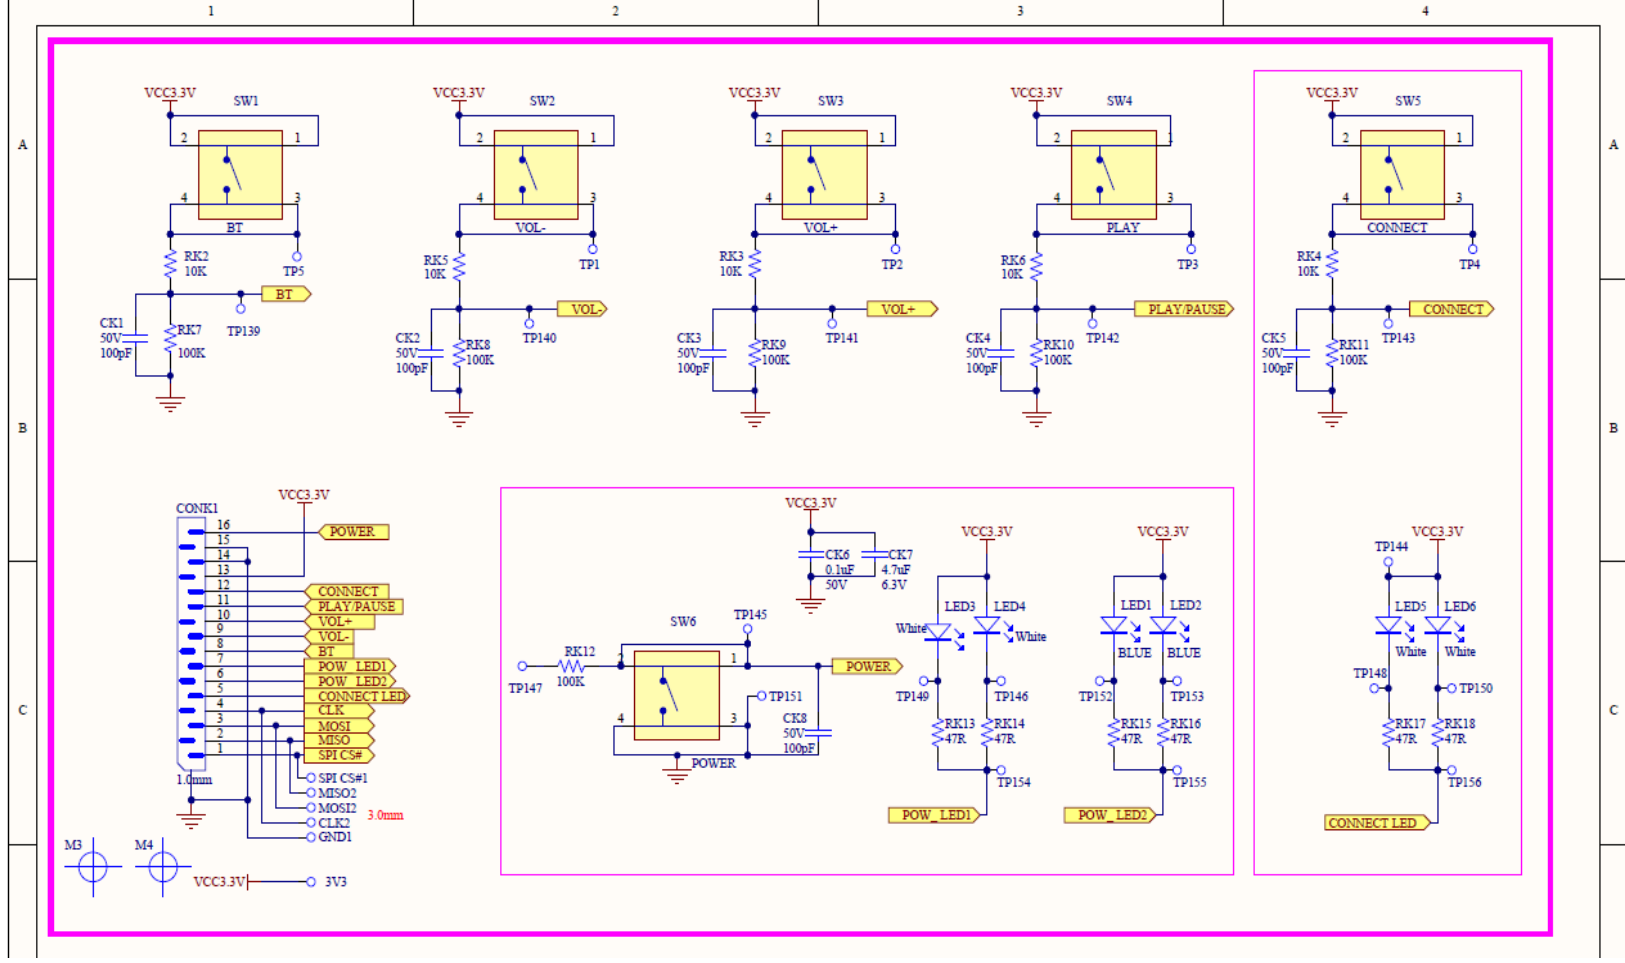 1 2 3 4
A A
B B
C C
VCC3.3V SW1
2 1
4 3
BT
RK2
10K
TP5
BT
TP139
CK1
50V
100pF
RK7
100K
VCC3.3V SW2
2 1
4 3
VOL-
RK5
10K
TP1
VOL-
TP140
CK2
50V
100pF
RK8
100K
VCC3.3V SW3
2 1
4 3
VOL+
RK3
10K
TP2
VOL+
TP141
CK3
50V
100pF
RK9
100K
VCC3.3V SW4
2 1
4 3
PLAY
RK6
10K
TP3
PLAY/PAUSE
TP142
CK4
50V
100pF
RK10
100K
VCC3.3V SW5
2 1
4 3
CONNECT
RK4
10K
TP4
CONNECT
TP143
CK5
50V
100pF
RK11
100K
VCC3.3V
CONK1
16 POWER
15
14
13
12 CONNECT
11 PLAY/PAUSE
10 VOL+
9 VOL-
8 BT
7 POW_LED1
6 POW_LED2
5 CONNECT LED
4 CLK
3 MOSI
2 MISO
1 SPI CS#
1.0mm
SPI CS#1
MISO2
MOSI2
CLK2
GND1
3.0mm
M3 M4
VCC3.3V 3V3
VCC3.3V
CK6
0.1uF
50V
CK7
4.7uF
6.3V
SW6
TP145
TP147
RK12
100K
2 1
4 3
POWER
TP151
CK8
50V
100pF
POWER
VCC3.3V
LED3 LED4
White White
TP149 TP146
RK13
47R
RK14
47R
TP154
POW_LED1
VCC3.3V
LED1 LED2
BLUE BLUE
TP152 TP153
RK15
47R
RK16
47R
TP155
POW_LED2
VCC3.3V
TP144
LED5 LED6
White White
TP148 TP150
RK17
47R
RK18
47R
TP156
CONNECT LED